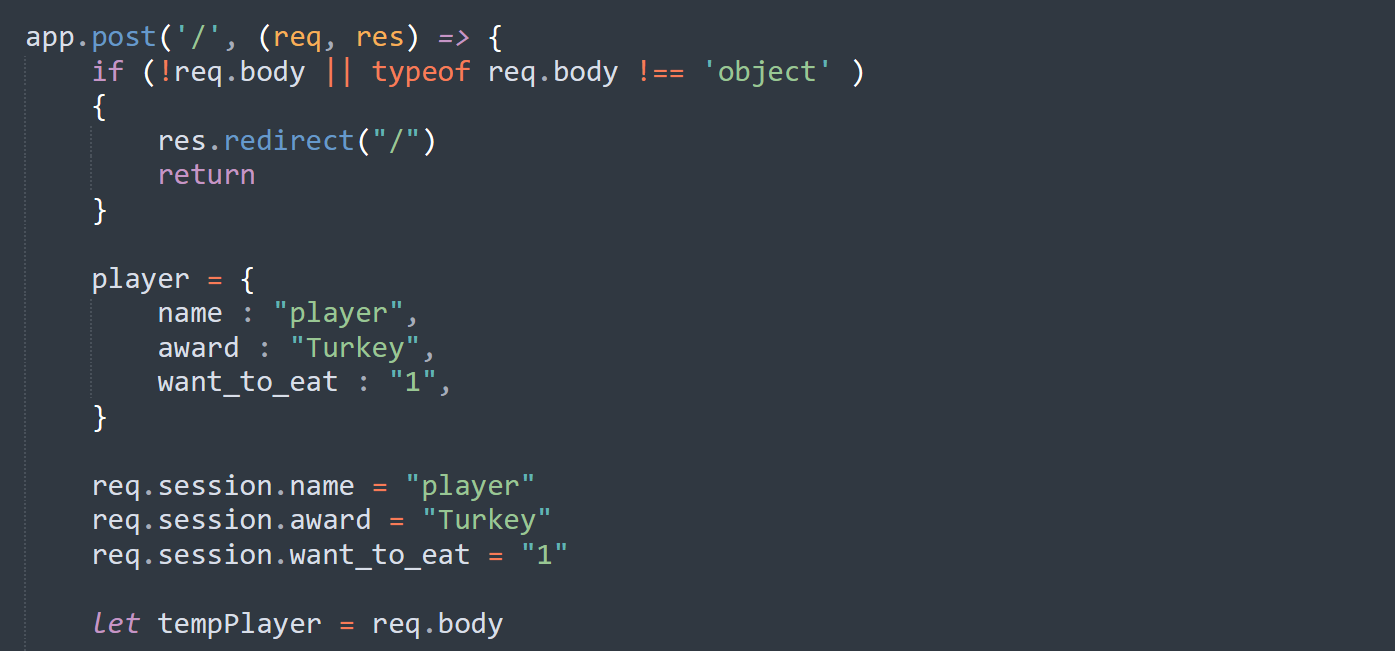 app.post('/', (req, res) => {
    if (!req.body || typeof req.body !== 'object' )
    {
        res.redirect("/")
        return
    }

    player = {
        name : "player",
        award : "Turkey",
        want_to_eat : "1",
    }

    req.session.name = "player"
    req.session.award = "Turkey"
    req.session.want_to_eat = "1"

    let tempPlayer = req.body